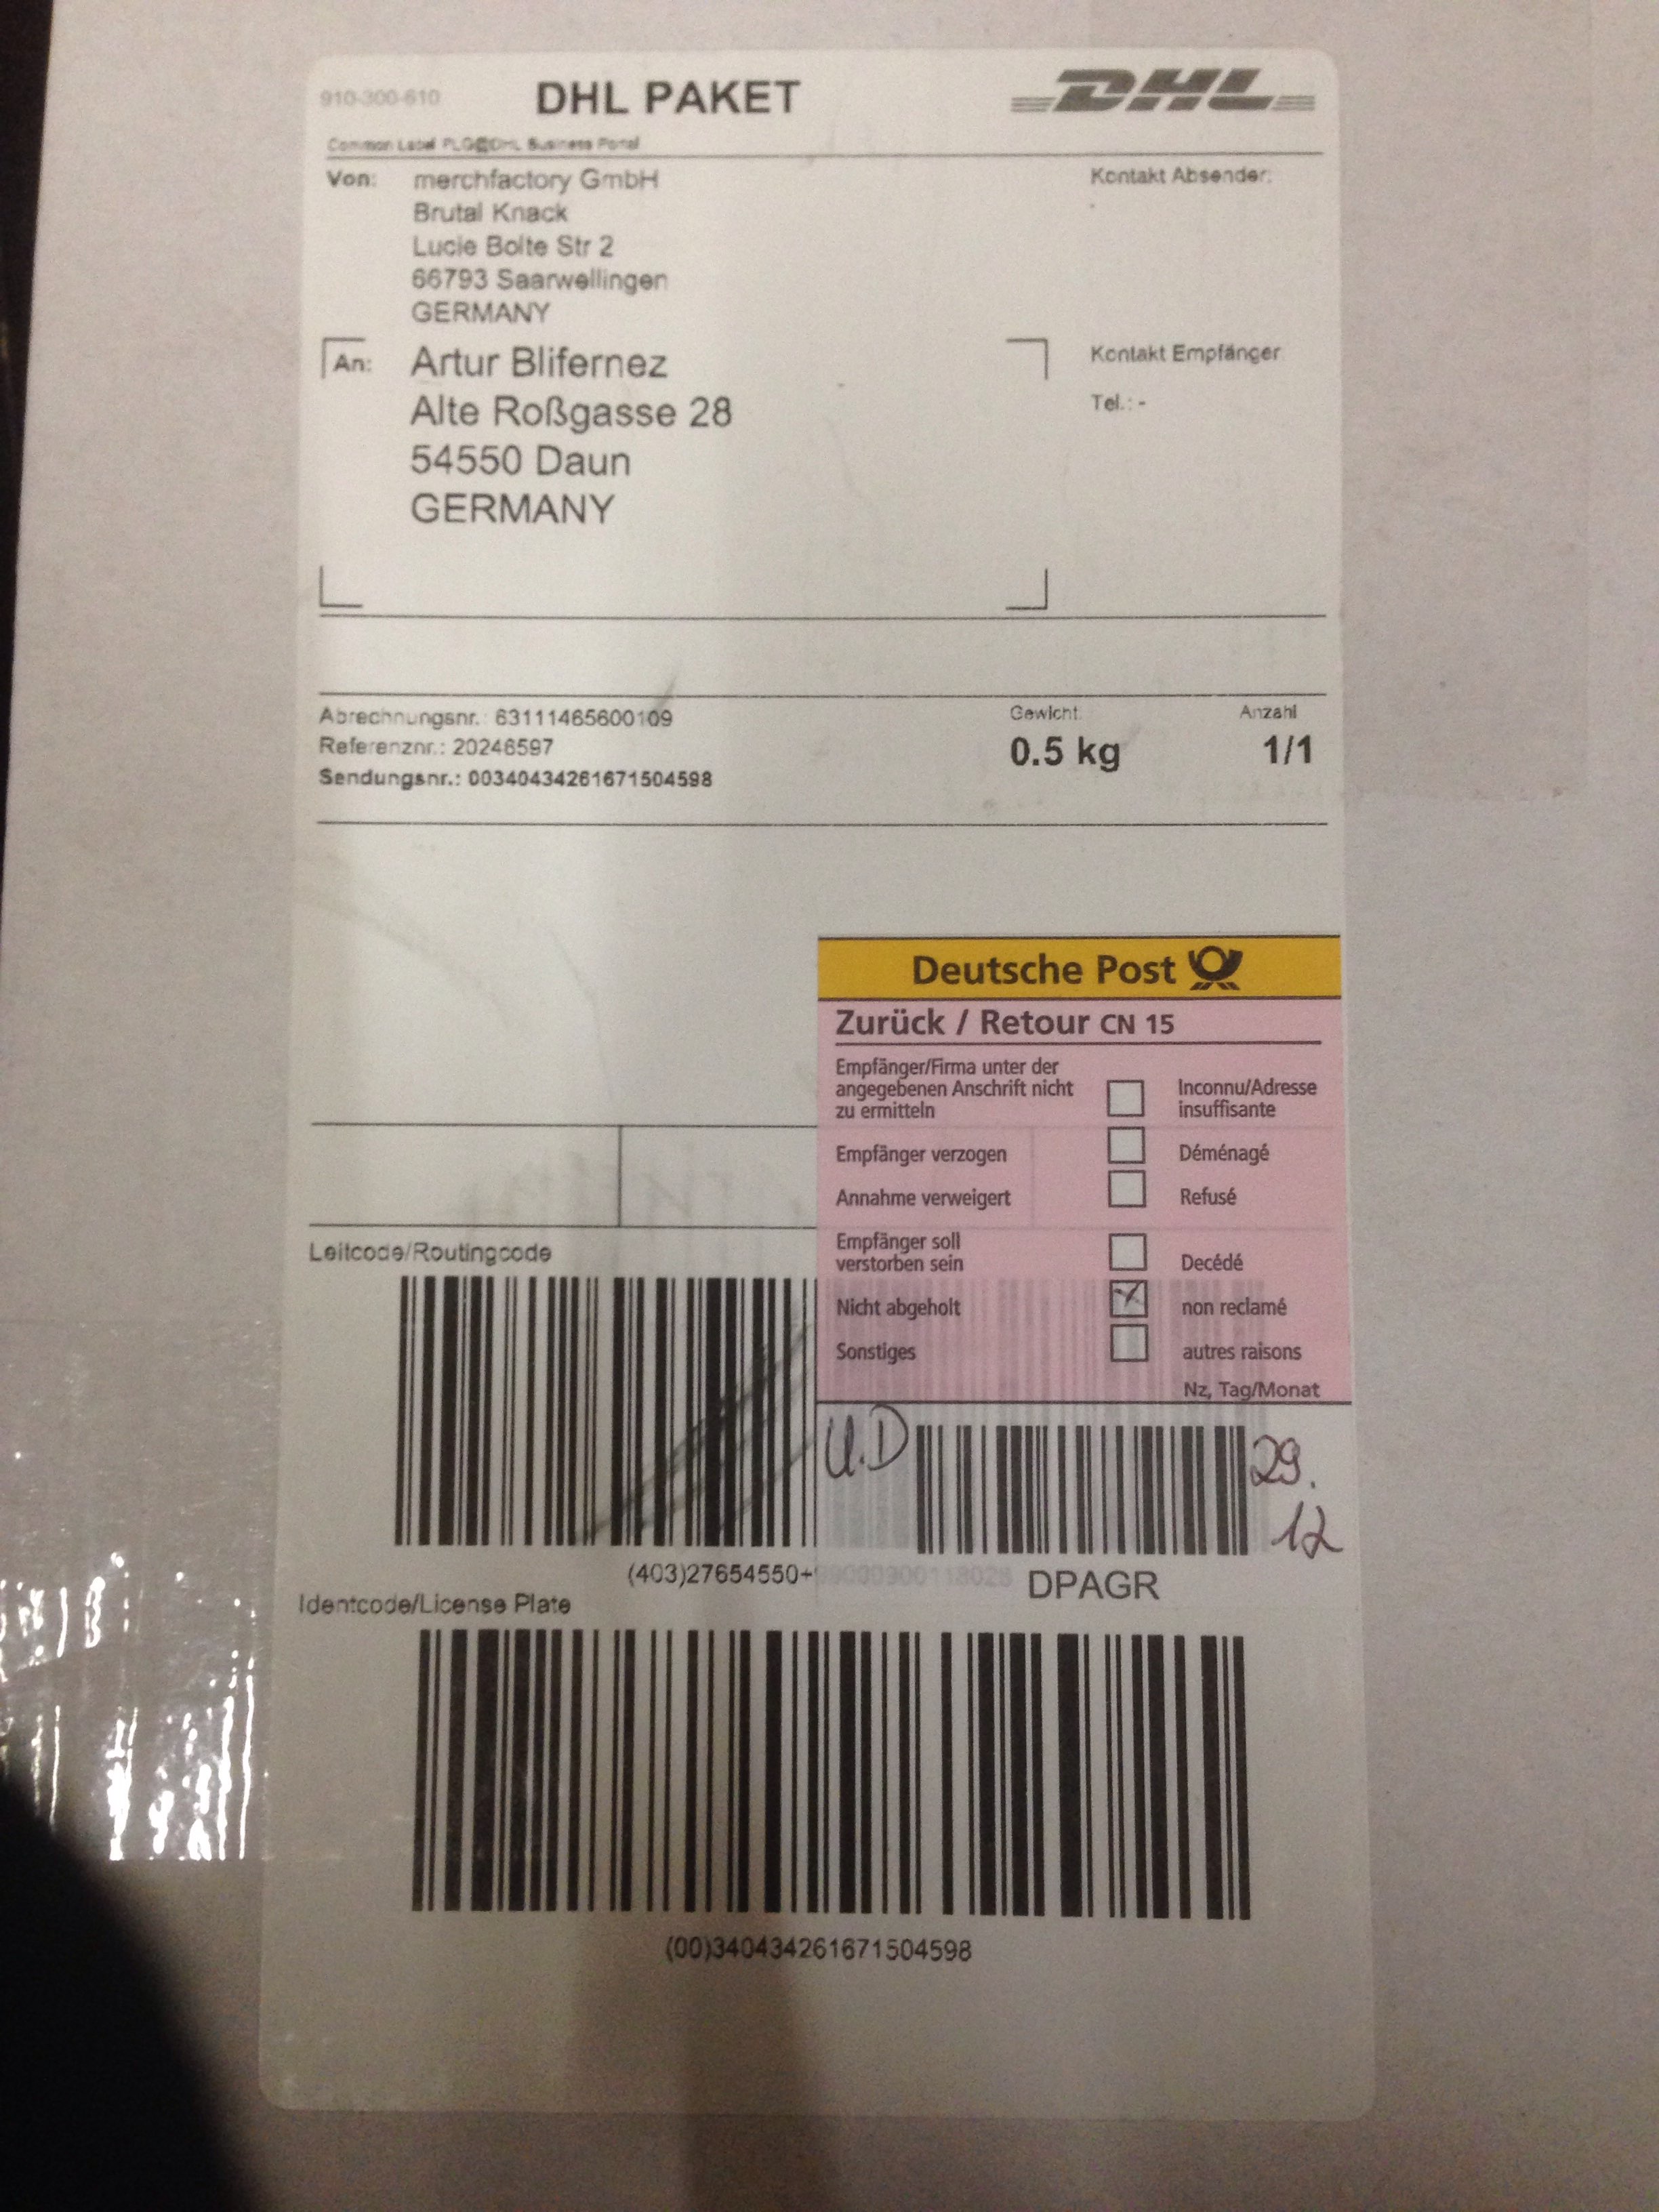 910-300-610
DHL PAKET
DHL
Common Label PLG@DHL Business Portal
Von: merchfactory GmbH
Brutal Knack
Lucie Bolte Str 2
66793 Saarwellingen
GERMANY
Kontakt Absender:
An: Artur Blifernez
Alte Roßgasse 28
54550 Daun
GERMANY
Kontakt Empfänger
Tel.: -
Abrechnungsnr.: 63111465600109
Referenznr.: 20246597
Sendungsnr.: 00340434261671504598
Gewicht
0.5 kg
Anzahl
1/1
Deutsche Post
Zurück / Retour CN 15
Empfänger/Firma unter der
angegebenen Anschrift nicht
zu ermitteln
Inconnu/Adresse
insuffisante
Empfänger verzogen Déménagé
Annahme verweigert Refusé
Empfänger soll
verstorben sein
Décédé
Nicht abgeholt non reclamé
Sonstiges autres raisons
Nz, Tag/Monat
U.D
29.
12
DPAGR
Leitcode/Routingcode
(403)27654550+
Identcode/License Plate
(00)340434261671504598